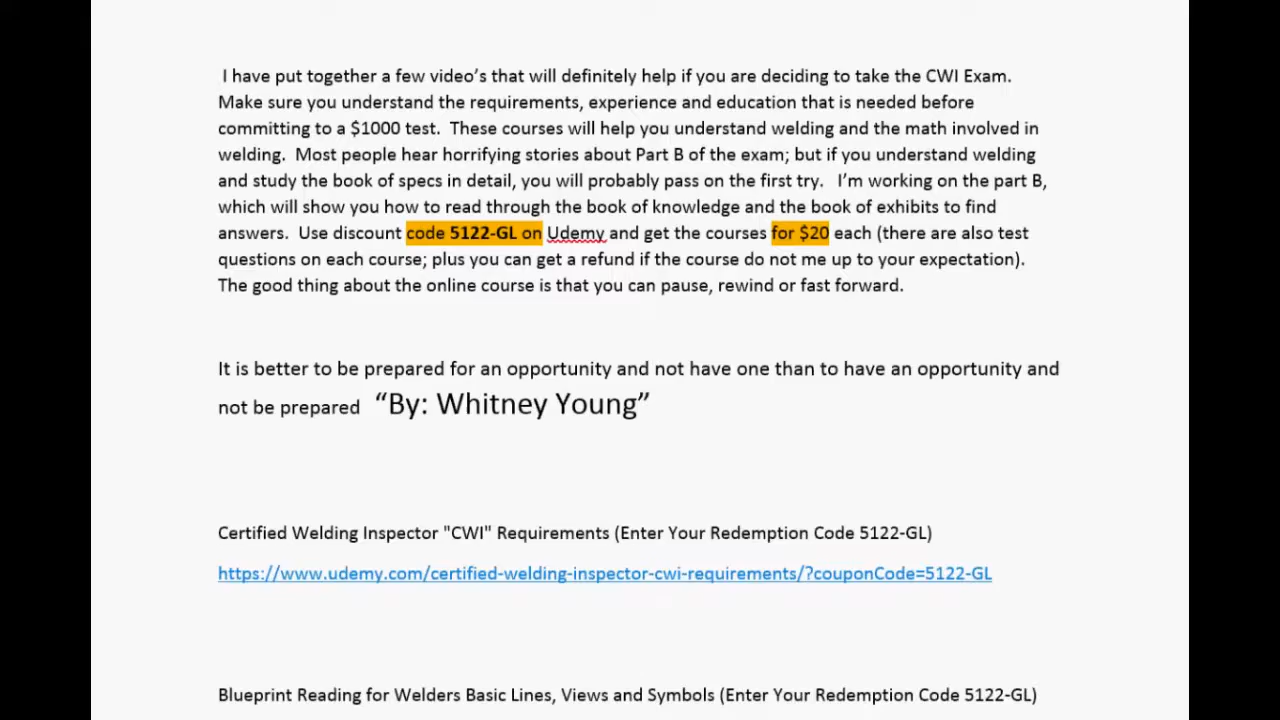 I have put together a few video's that will definitely help if you are deciding to take the CWI Exam.
Make sure you understand the requirements, experience and education that is needed before
committing to a $1000 test.  These courses will help you understand welding and the math involved in
welding.  Most people hear horrifying stories about Part B of the exam; but if you understand welding
and study the book of specs in detail, you will probably pass on the first try.   I'm working on the part B,
which will show you how to read through the book of knowledge and the book of exhibits to find
answers.  Use discount code 5122-GL on Udemy and get the courses for $20 each (there are also test
questions on each course; plus you can get a refund if the course do not me up to your expectation).
The good thing about the online course is that you can pause, rewind or fast forward.
It is better to be prepared for an opportunity and not have one than to have an opportunity and
not be prepared “By: Whitney Young”
Certified Welding Inspector "CWI" Requirements (Enter Your Redemption Code 5122-GL)
https://www.udemy.com/certified-welding-inspector-cwi-requirements/?couponCode=5122-GL
Blueprint Reading for Welders Basic Lines, Views and Symbols (Enter Your Redemption Code 5122-GL)